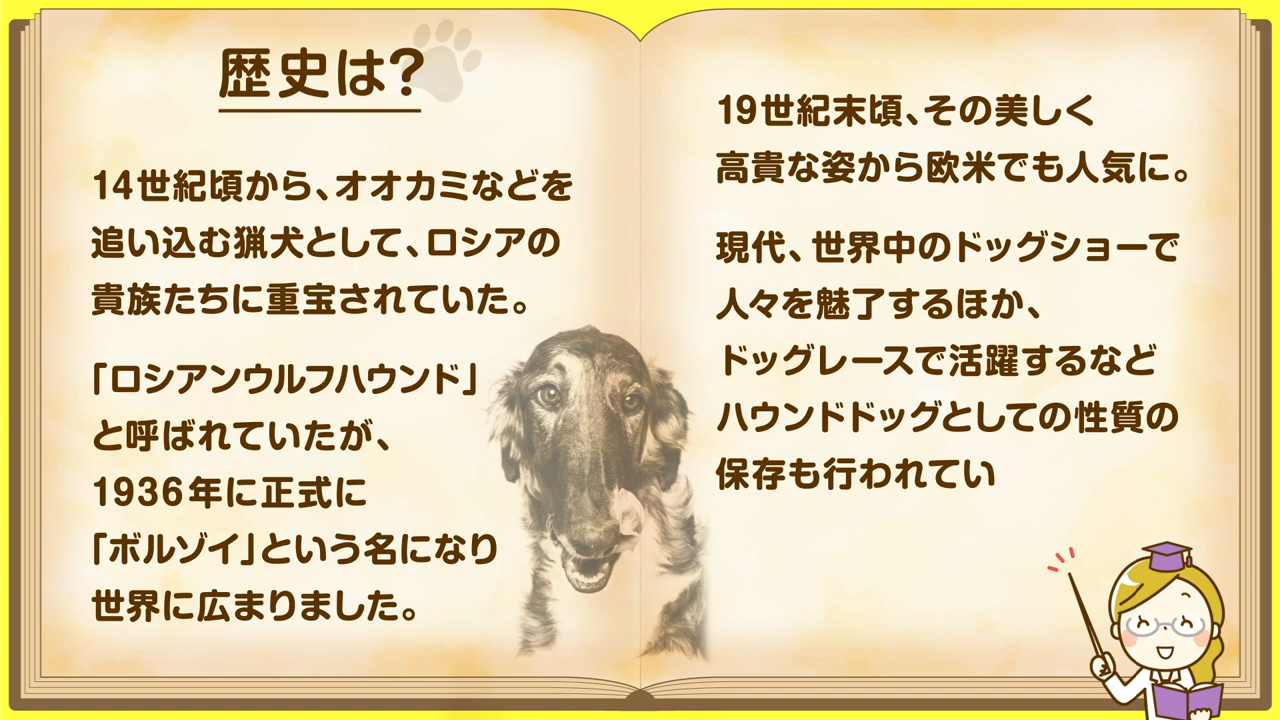 歴史は?
14世紀頃から、オオカミなどを
追い込む猟犬として、ロシアの
貴族たちに重宝されていた。
「ロシアンウルフハウンド」
と呼ばれていたが、
1936年に正式に
「ボルゾイ」という名になり
世界に広まりました。
19世紀末頃、その美しく
高貴な姿から欧米でも人気に。
現代、世界中のドッグショーで
人々を魅了するほか、
ドッグレースで活躍するなど
ハウンドドッグとしての性質の
保存も行われてい